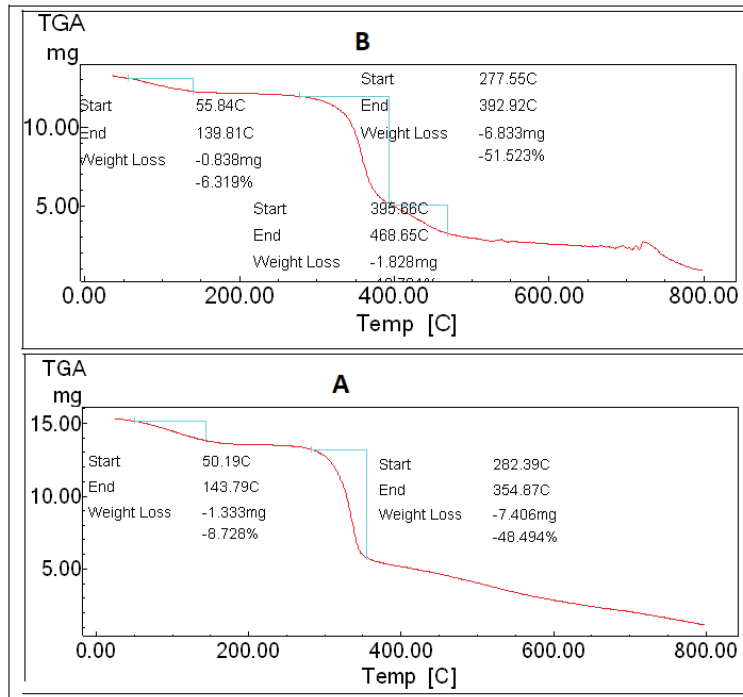 TGA
mg
B
Start 277.55C
End 392.92C
Weight Loss -6.833mg
-51.523%
Start 55.84C
End 139.81C
Weight Loss -0.838mg
-6.319%
Start 395.66C
End 468.65C
Weight Loss -1.828mg
10.00
5.00
0.00 200.00 400.00 600.00 800.00
Temp [C]
TGA
mg
A
15.00
10.00
5.00
Start 50.19C
End 143.79C
Weight Loss -1.333mg
-8.728%
Start 282.39C
End 354.87C
Weight Loss -7.406mg
-48.494%
0.00 200.00 400.00 600.00 800.00
Temp [C]